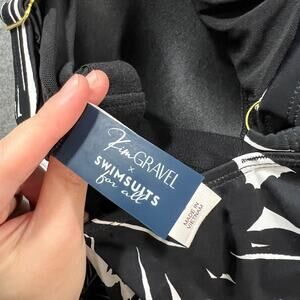 Kim GRAVEL
×
SWIMSUITS
for all
MADE IN
VIETNAM